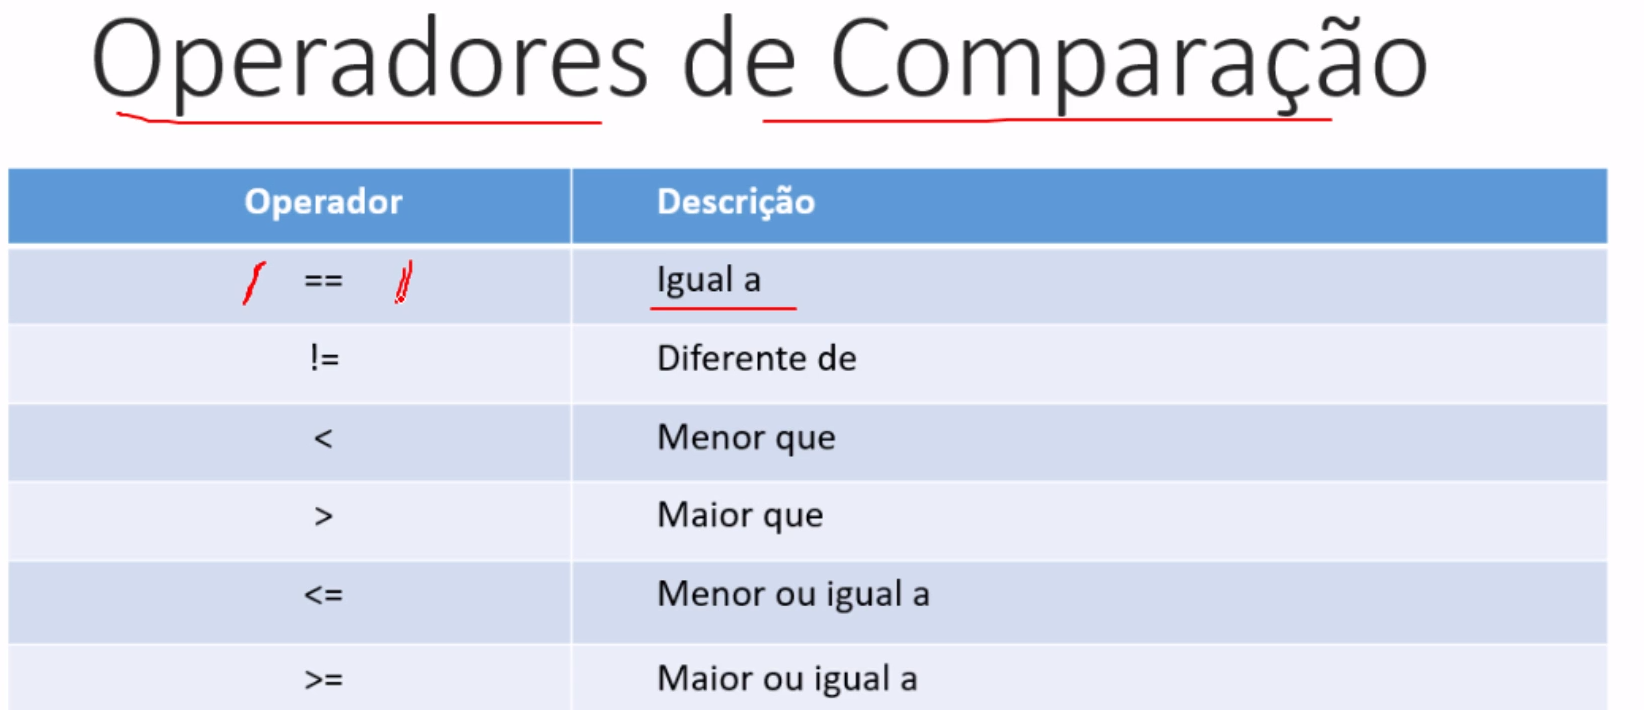 Operadores de Comparação
Operador Descrição
== Igual a
!= Diferente de
< Menor que
> Maior que
<= Menor ou igual a
>= Maior ou igual a